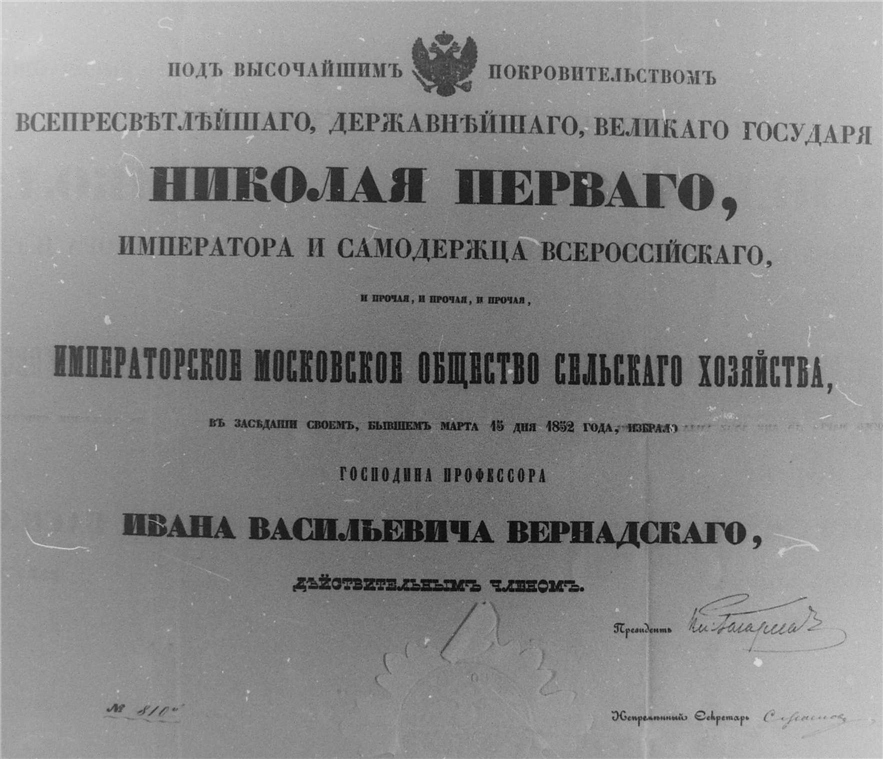 ПОДЪ ВЫСОЧАЙШИМЪ ПОКРОВИТЕЛЬСТВОМЪ
ВСЕПРЕСВѢТЛѢЙШАГО, ДЕРЖАВНѢЙШАГО, ВЕЛИКАГО ГОСУДАРЯ
НИКОЛАЯ ПЕРВАГО,
ИМПЕРАТОРА И САМОДЕРЖЦА ВСЕРОССІЙСКАГО,
И ПРОЧАЯ, И ПРОЧАЯ, И ПРОЧАЯ,
ИМПЕРАТОРСКОЕ МОСКОВСКОЕ ОБЩЕСТВО СЕЛЬСКАГО ХОЗЯЙСТВА,
ВЪ ЗАСѢДАНІИ СВОЕМЪ, БЫВШЕМЪ МАРТА 15 ДНЯ 1852 ГОДА, ИЗБРАЛО
ГОСПОДИНА ПРОФЕССОРА
ИВАНА ВАСИЛЬЕВИЧА ВЕРНАДСКАГО,
ДѢЙСТВИТЕЛЬНЫМЪ ЧЛЕНОМЪ.
Президентъ
№ 810
Непремѣнный Секретарь